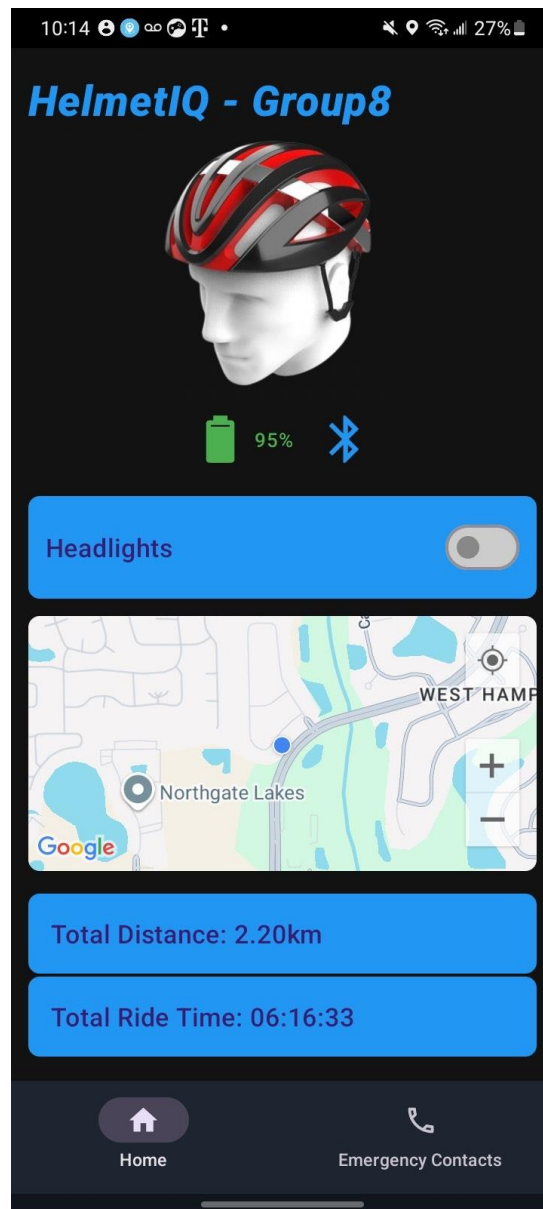 10:14 27%
HelmetIQ - Group8
95%
Headlights
WEST HAMP
Northgate Lakes
Google
Total Distance: 2.20km
Total Ride Time: 06:16:33
Home Emergency Contacts